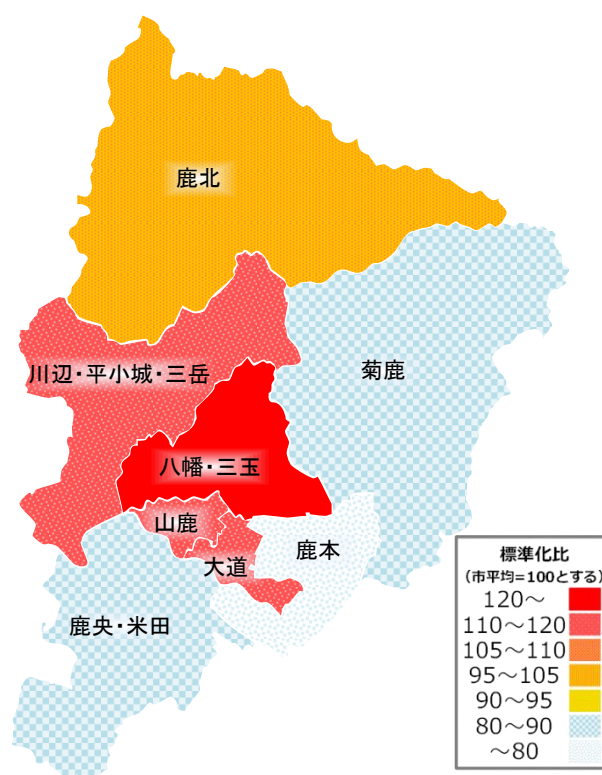 鹿北
川辺・平小城・三岳
菊鹿
八幡・三玉
山鹿
鹿本
大道
鹿央・米田
標準化比
(市平均=100とする)
120～
110～120
105～110
95～105
90～95
80～90
～80